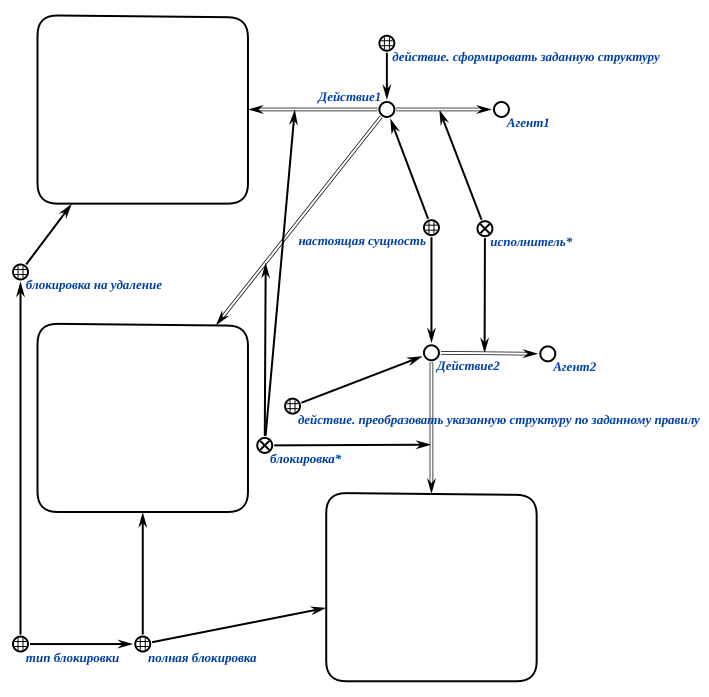 действие. сформировать заданную структуру
Действие1
Агент1
настоящая сущность
исполнитель*
блокировка на удаление
Действие2
Агент2
действие. преобразовать указанную структуру по заданному правилу
блокировка*
тип блокировки
полная блокировка